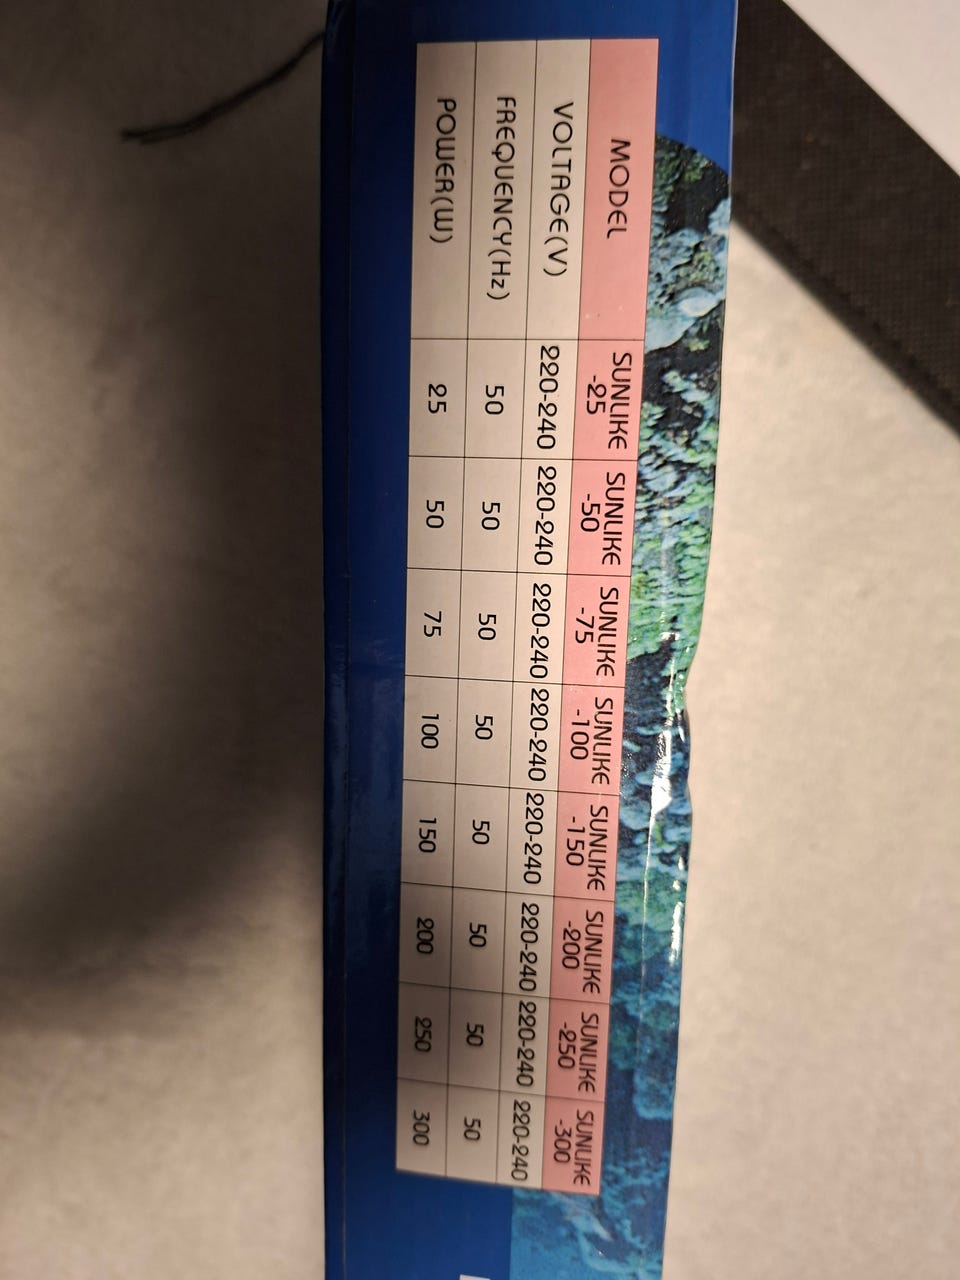 MODEL SUNLIKE -25 SUNLIKE -50 SUNLIKE -75 SUNLIKE -100 SUNLIKE -150 SUNLIKE -200 SUNLIKE -250 SUNLIKE -300
VOLTAGE(V) 220-240 220-240 220-240 220-240 220-240 220-240 220-240 220-240
FREQUENCY(Hz) 50 50 50 50 50 50 50 50
POWER(W) 25 50 75 100 150 200 250 300